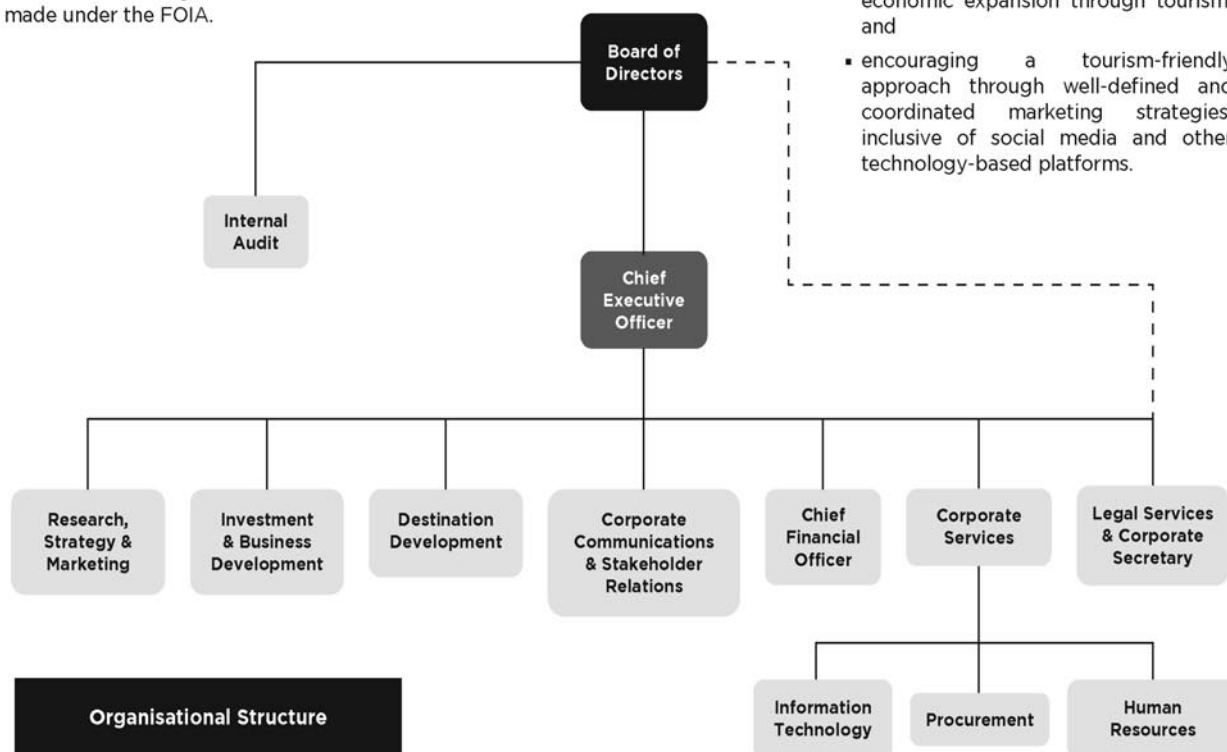 made under the FOIA.
economic expansion through tourism
and
▪ encouraging a tourism-friendly
approach through well-defined and
coordinated marketing strategies
inclusive of social media and other
technology-based platforms.
Board of
Directors
Internal
Audit
Chief
Executive
Officer
Research,
Strategy &
Marketing
Investment
& Business
Development
Destination
Development
Corporate
Communications
& Stakeholder
Relations
Chief
Financial
Officer
Corporate
Services
Legal Services
& Corporate
Secretary
Information
Technology
Procurement
Human
Resources
Organisational Structure